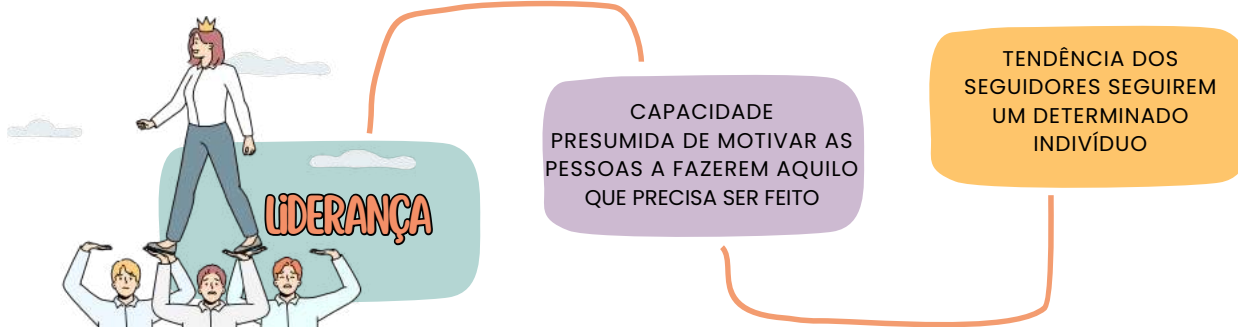 LIDERANÇA
CAPACIDADE
PRESUMIDA DE MOTIVAR AS
PESSOAS A FAZEREM AQUILO
QUE PRECISA SER FEITO
TENDÊNCIA DOS
SEGUIDORES SEGUIREM
UM DETERMINADO
INDIVÍDUO